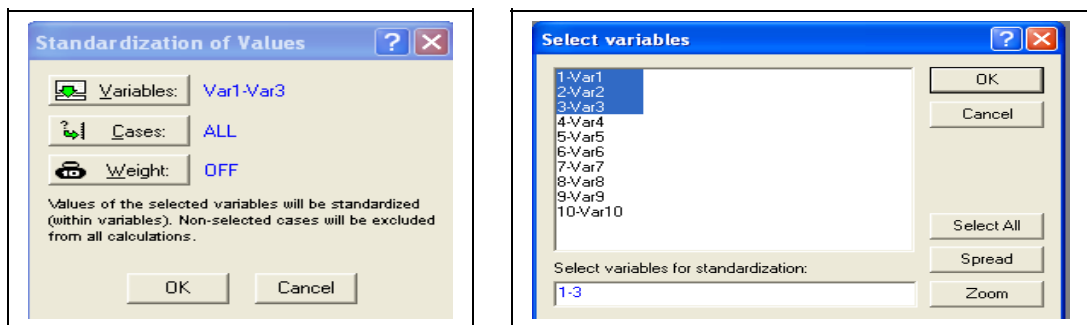 Standardization of Values
Variables: Var1-Var3
Cases: ALL
Weight: OFF
Values of the selected variables will be standardized
(within variables). Non-selected cases will be excluded
from all calculations.
OK Cancel
Select variables
1-Var1
2-Var2
3-Var3
4-Var4
5-Var5
6-Var6
7-Var7
8-Var8
9-Var9
10-Var10
OK
Cancel
Select All
Spread
Zoom
Select variables for standardization:
1-3